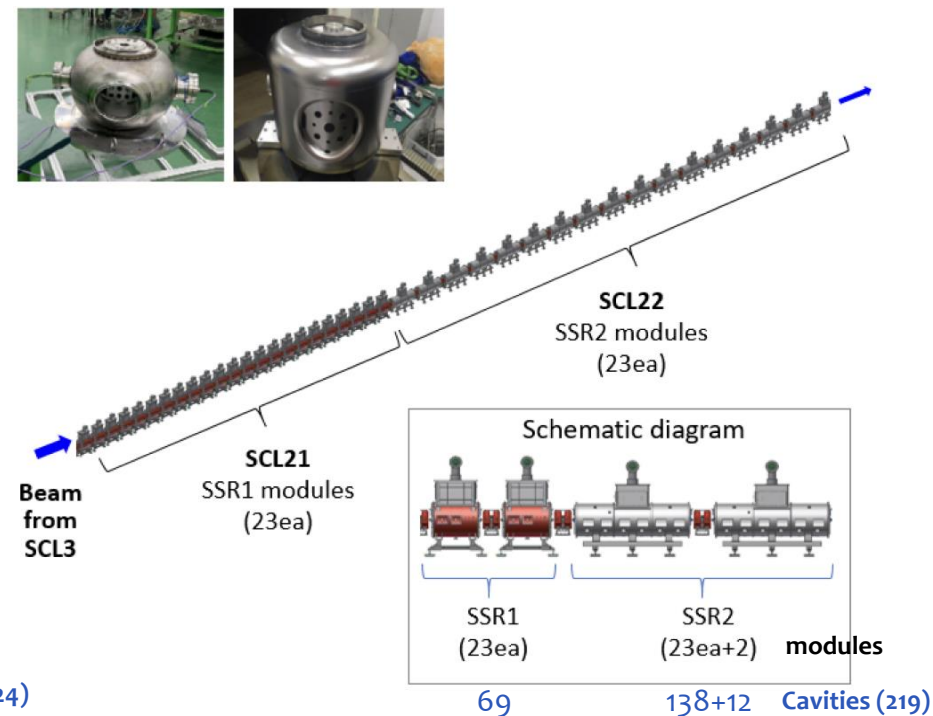 SCL22
SSR2 modules
(23ea)
SCL21
SSR1 modules
(23ea)
Beam
from
SCL3
Schematic diagram
SSR1
(23ea)
SSR2
(23ea+2)
modules
24)
69
138+12
Cavities (219)